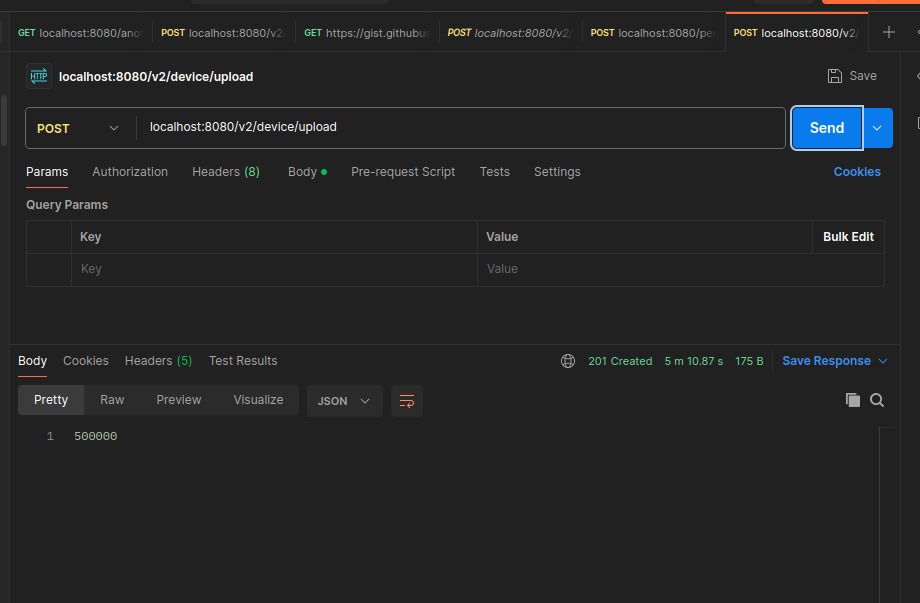 GET localhost:8080/ano POST localhost:8080/v2/ GET https://gist.githubus POST localhost:8080/v2/ POST localhost:8080/pe POST localhost:8080/v2/
HTTP localhost:8080/v2/device/upload Save
POST localhost:8080/v2/device/upload Send
Params Authorization Headers (8) Body Pre-request Script Tests Settings Cookies
Query Params
Key Value Bulk Edit
Key Value
Body Cookies Headers (5) Test Results 201 Created 5 m 10.87 s 175 B Save Response
Pretty Raw Preview Visualize JSON
1 500000